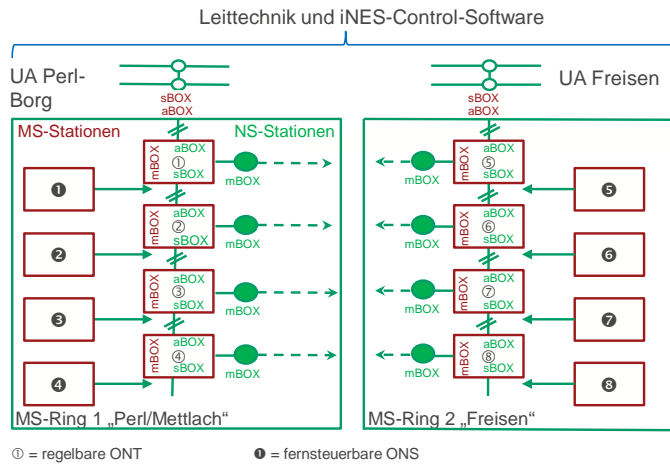 Leittechnik und iNES-Control-Software
UA Perl-
Borg
sBOX
aBOX
UA Freisen
sBOX
aBOX
MS-Stationen
NS-Stationen
mBOX
aBOX
①
sBOX
mBOX
❶
mBOX
aBOX
②
sBOX
mBOX
❷
mBOX
aBOX
③
sBOX
mBOX
❸
mBOX
aBOX
④
sBOX
mBOX
❹
MS-Ring 1 „Perl/Mettlach“
mBOX
mBOX
aBOX
⑤
sBOX
❺
mBOX
mBOX
aBOX
⑥
sBOX
❻
mBOX
mBOX
aBOX
⑦
sBOX
❼
mBOX
mBOX
aBOX
⑧
sBOX
❽
MS-Ring 2 „Freisen“
① = regelbare ONT
❶ = fernsteuerbare ONS